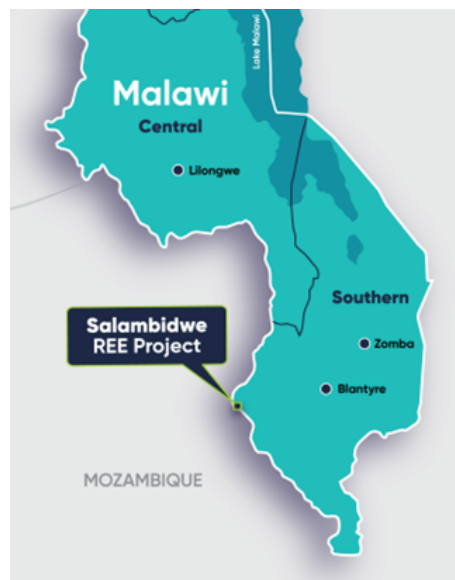 Lake Malawi
Malawi
Central
Lilongwe
Southern
Salambidwe
REE Project
Zomba
Blantyre
MOZAMBIQUE